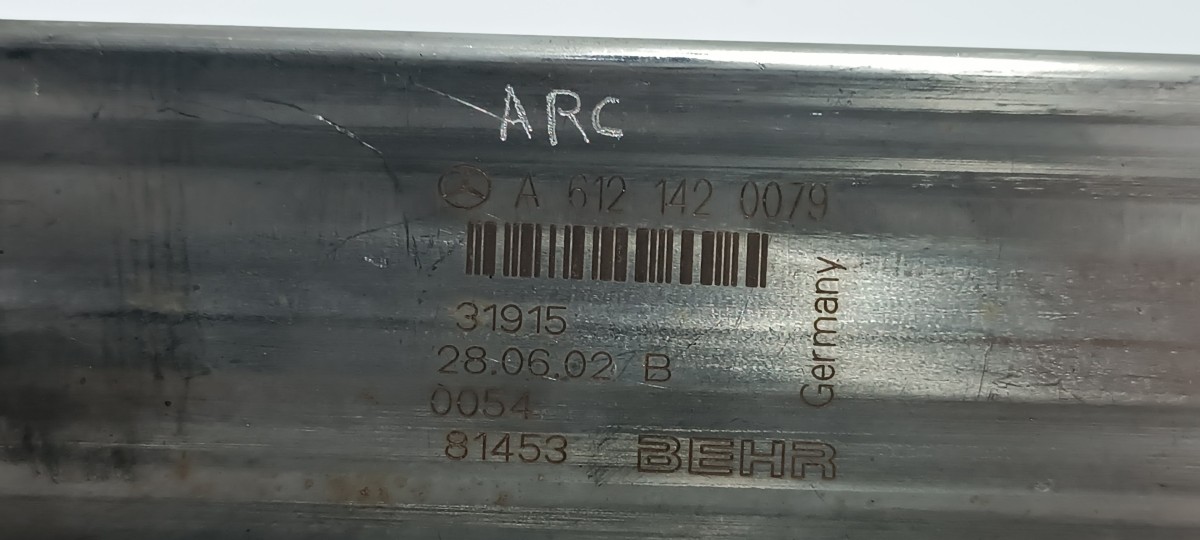 ARC
A 612 142 0079
31915
28.06.02 B
0054
81453 BEHR
Germany